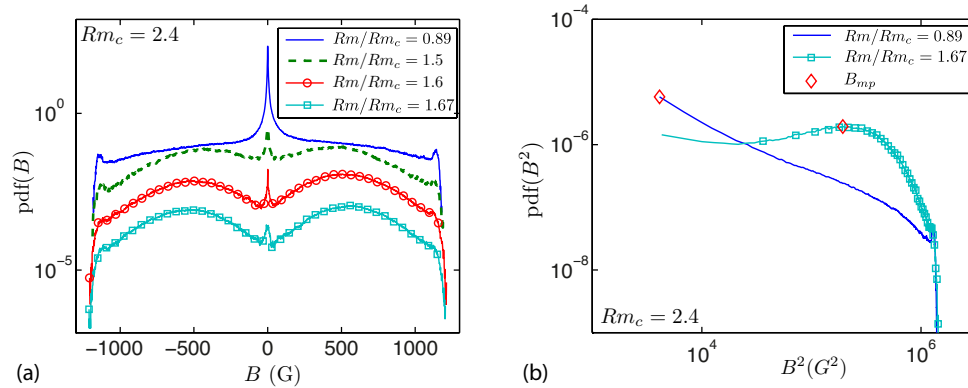 (a)
Rm_c = 2.4
Rm/Rm_c = 0.89
Rm/Rm_c = 1.5
Rm/Rm_c = 1.6
Rm/Rm_c = 1.67
pdf(B)
10^0
10^-5
−1000 −500 0 500 1000
B (G)
(b)
Rm/Rm_c = 0.89
Rm/Rm_c = 1.67
B_mp
pdf(B^2)
10^-4
10^-6
10^-8
Rm_c = 2.4
10^4 10^6
B^2(G^2)